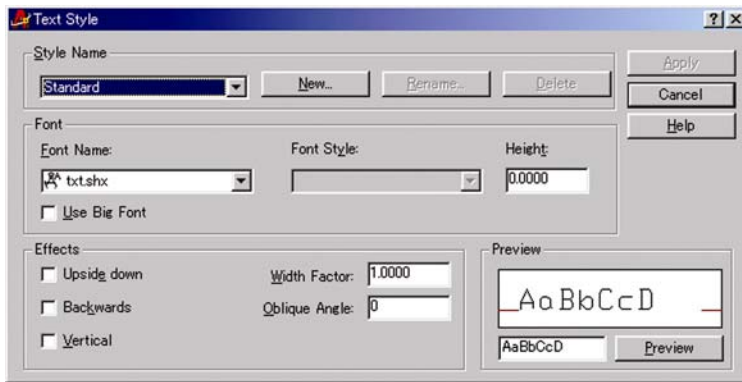 Text Style
Style Name
Standard
New...
Rename...
Delete
Apply
Cancel
Help
Font
Font Name:
Font Style:
Height:
txt.shx
0.0000
Use Big Font
Effects
Upside down
Width Factor: 1.0000
Backwards
Oblique Angle: 0
Vertical
Preview
AaBbCcD
AaBbCcD
Preview